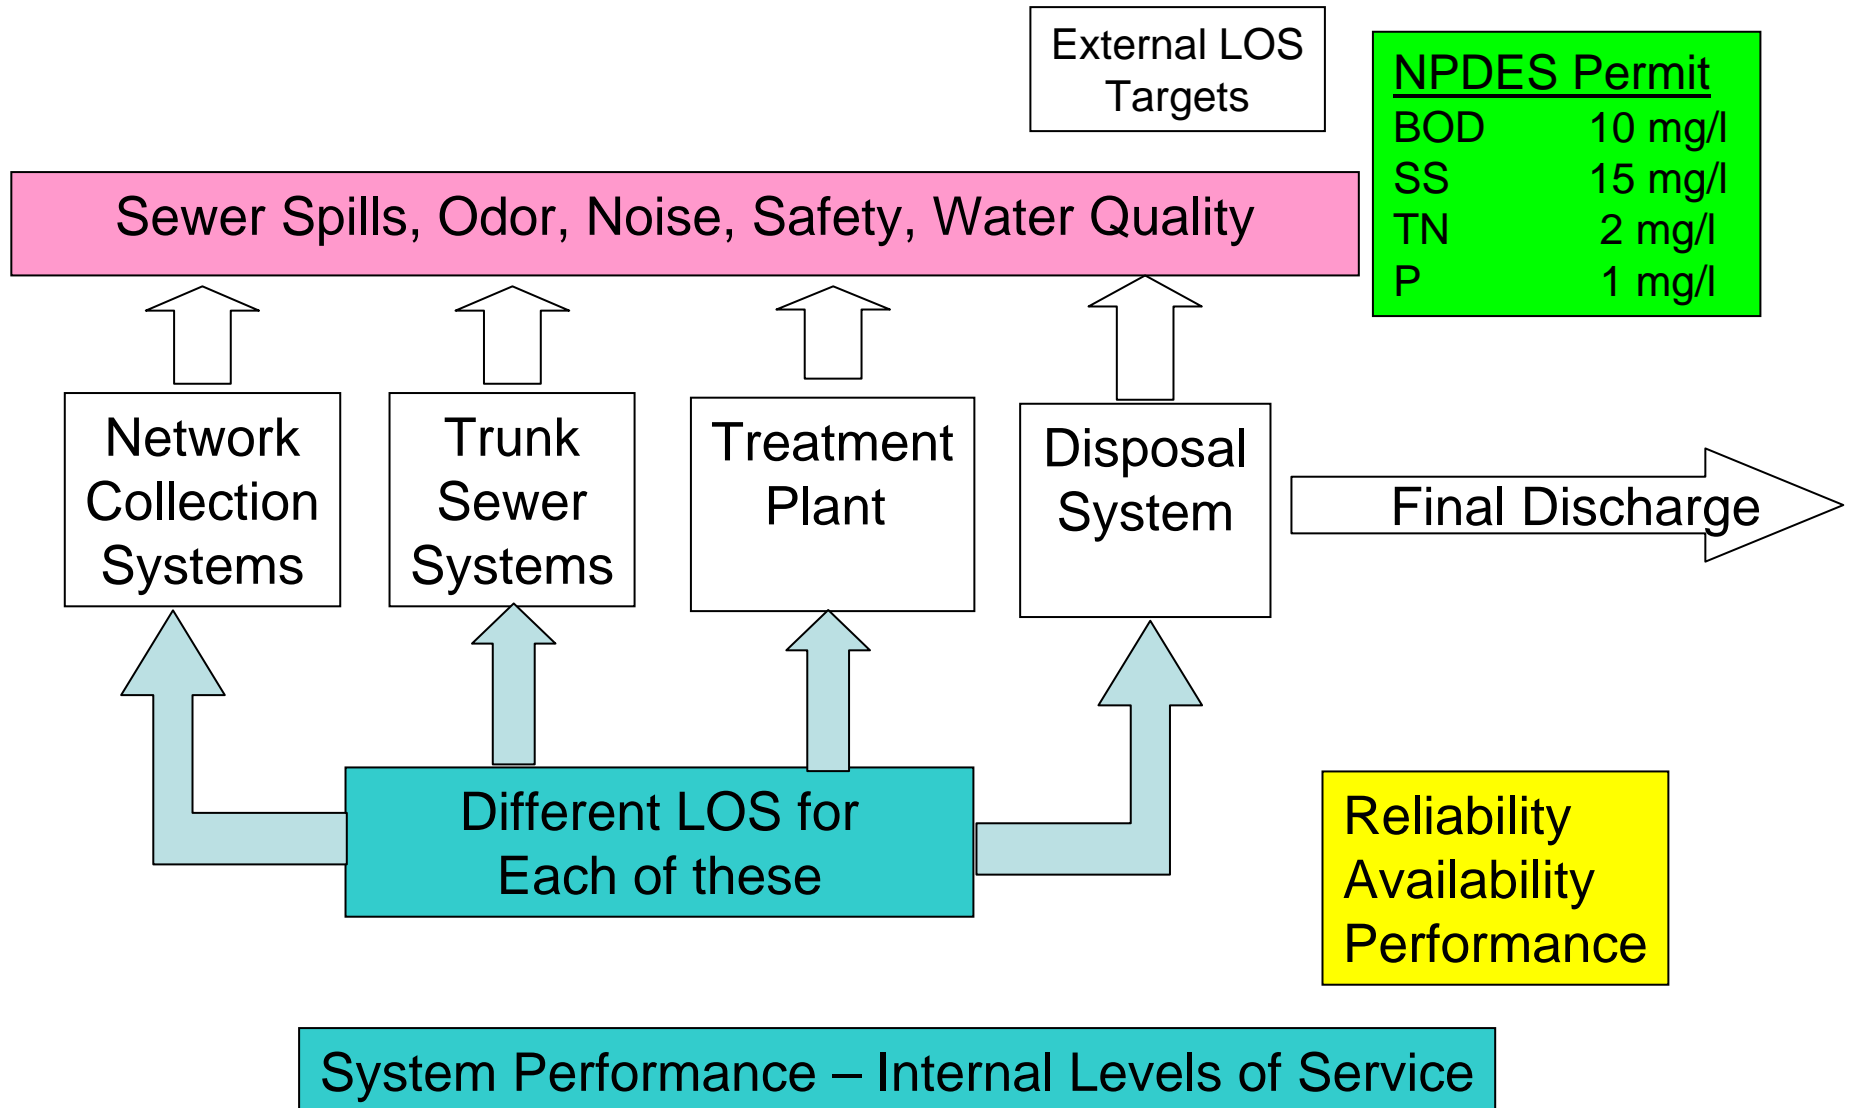 External LOS
Targets
NPDES Permit
BOD 10 mg/l
SS 15 mg/l
TN 2 mg/l
P 1 mg/l
Sewer Spills, Odor, Noise, Safety, Water Quality
Network
Collection
Systems
Trunk
Sewer
Systems
Treatment
Plant
Disposal
System
Final Discharge
Different LOS for
Each of these
Reliability
Availability
Performance
System Performance – Internal Levels of Service